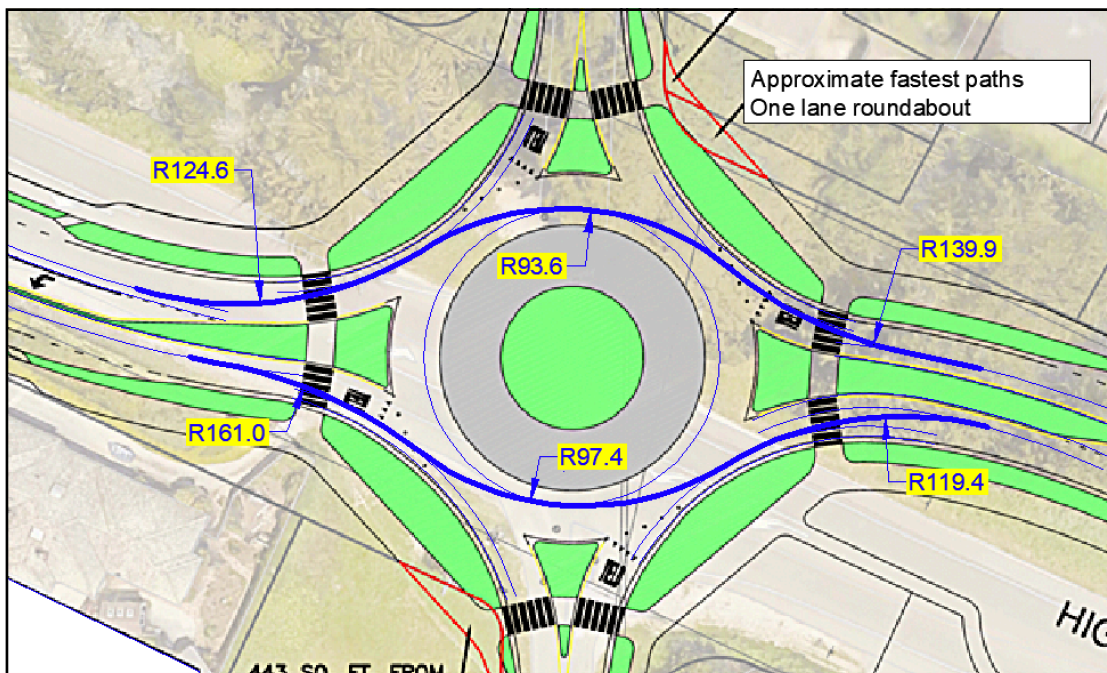 Approximate fastest paths
One lane roundabout
R124.6
R93.6
R139.9
R161.0
R97.4
R119.4
HIG
443 SQ. FT. FROM